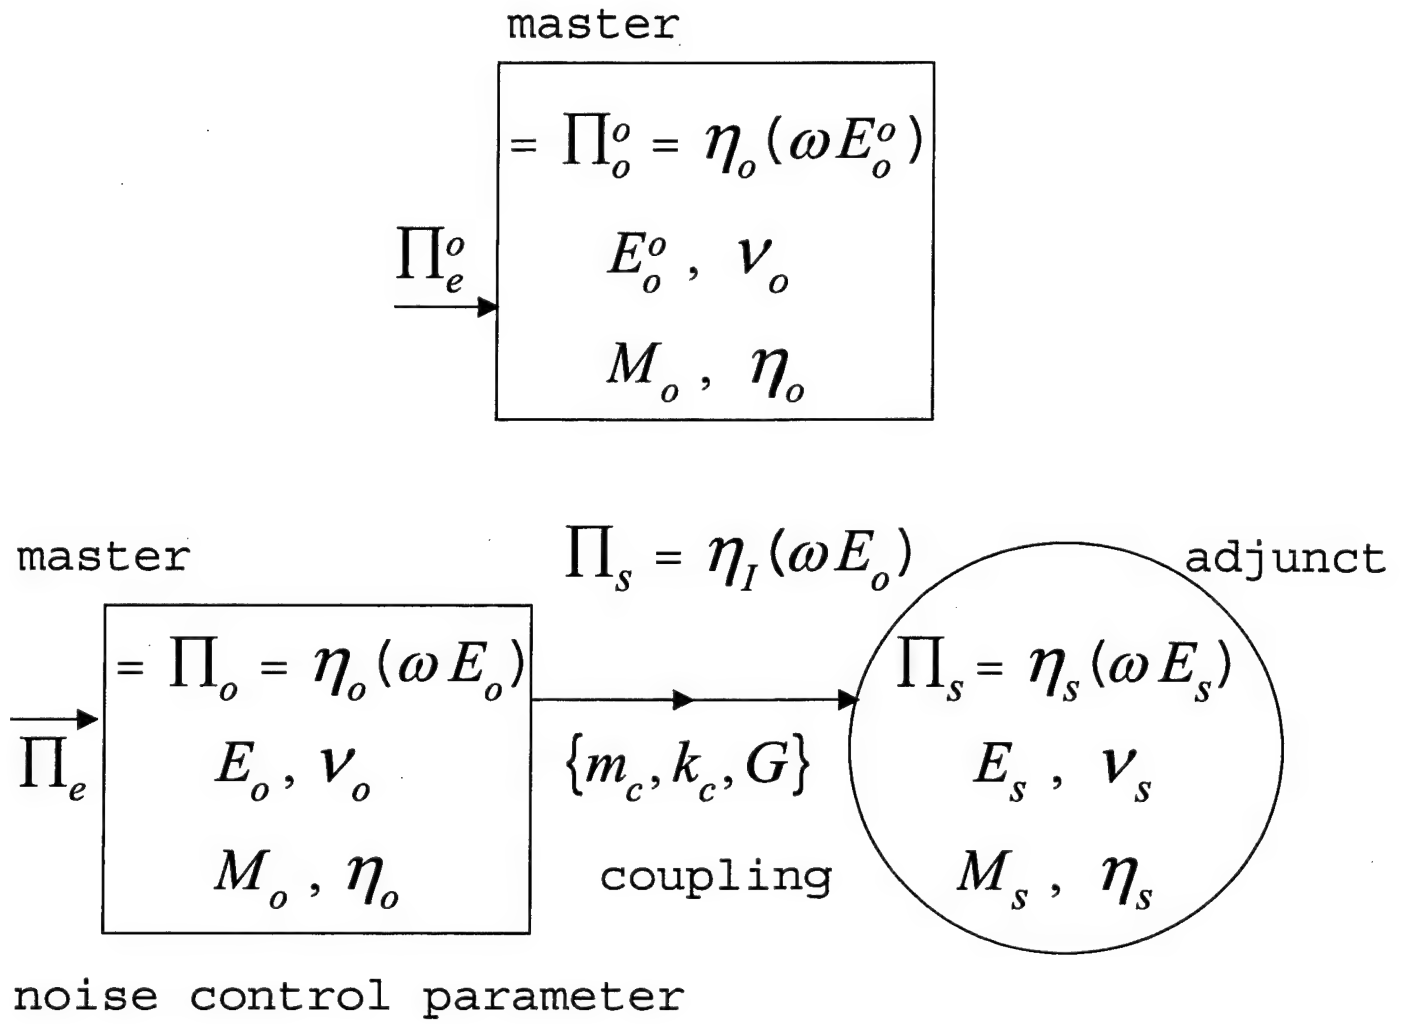 master
= Π_o^o = η_o(ωE_o^o)
Π_e^o
E_o^o , ν_o
M_o , η_o
master
Π_s = η_I(ωE_o)
adjunct
= Π_o = η_o(ωE_o)
Π_s = η_s(ωE_s)
Π_e
E_o , ν_o
{m_c, k_c, G}
E_s , ν_s
M_o , η_o
coupling
M_s , η_s
noise control parameter